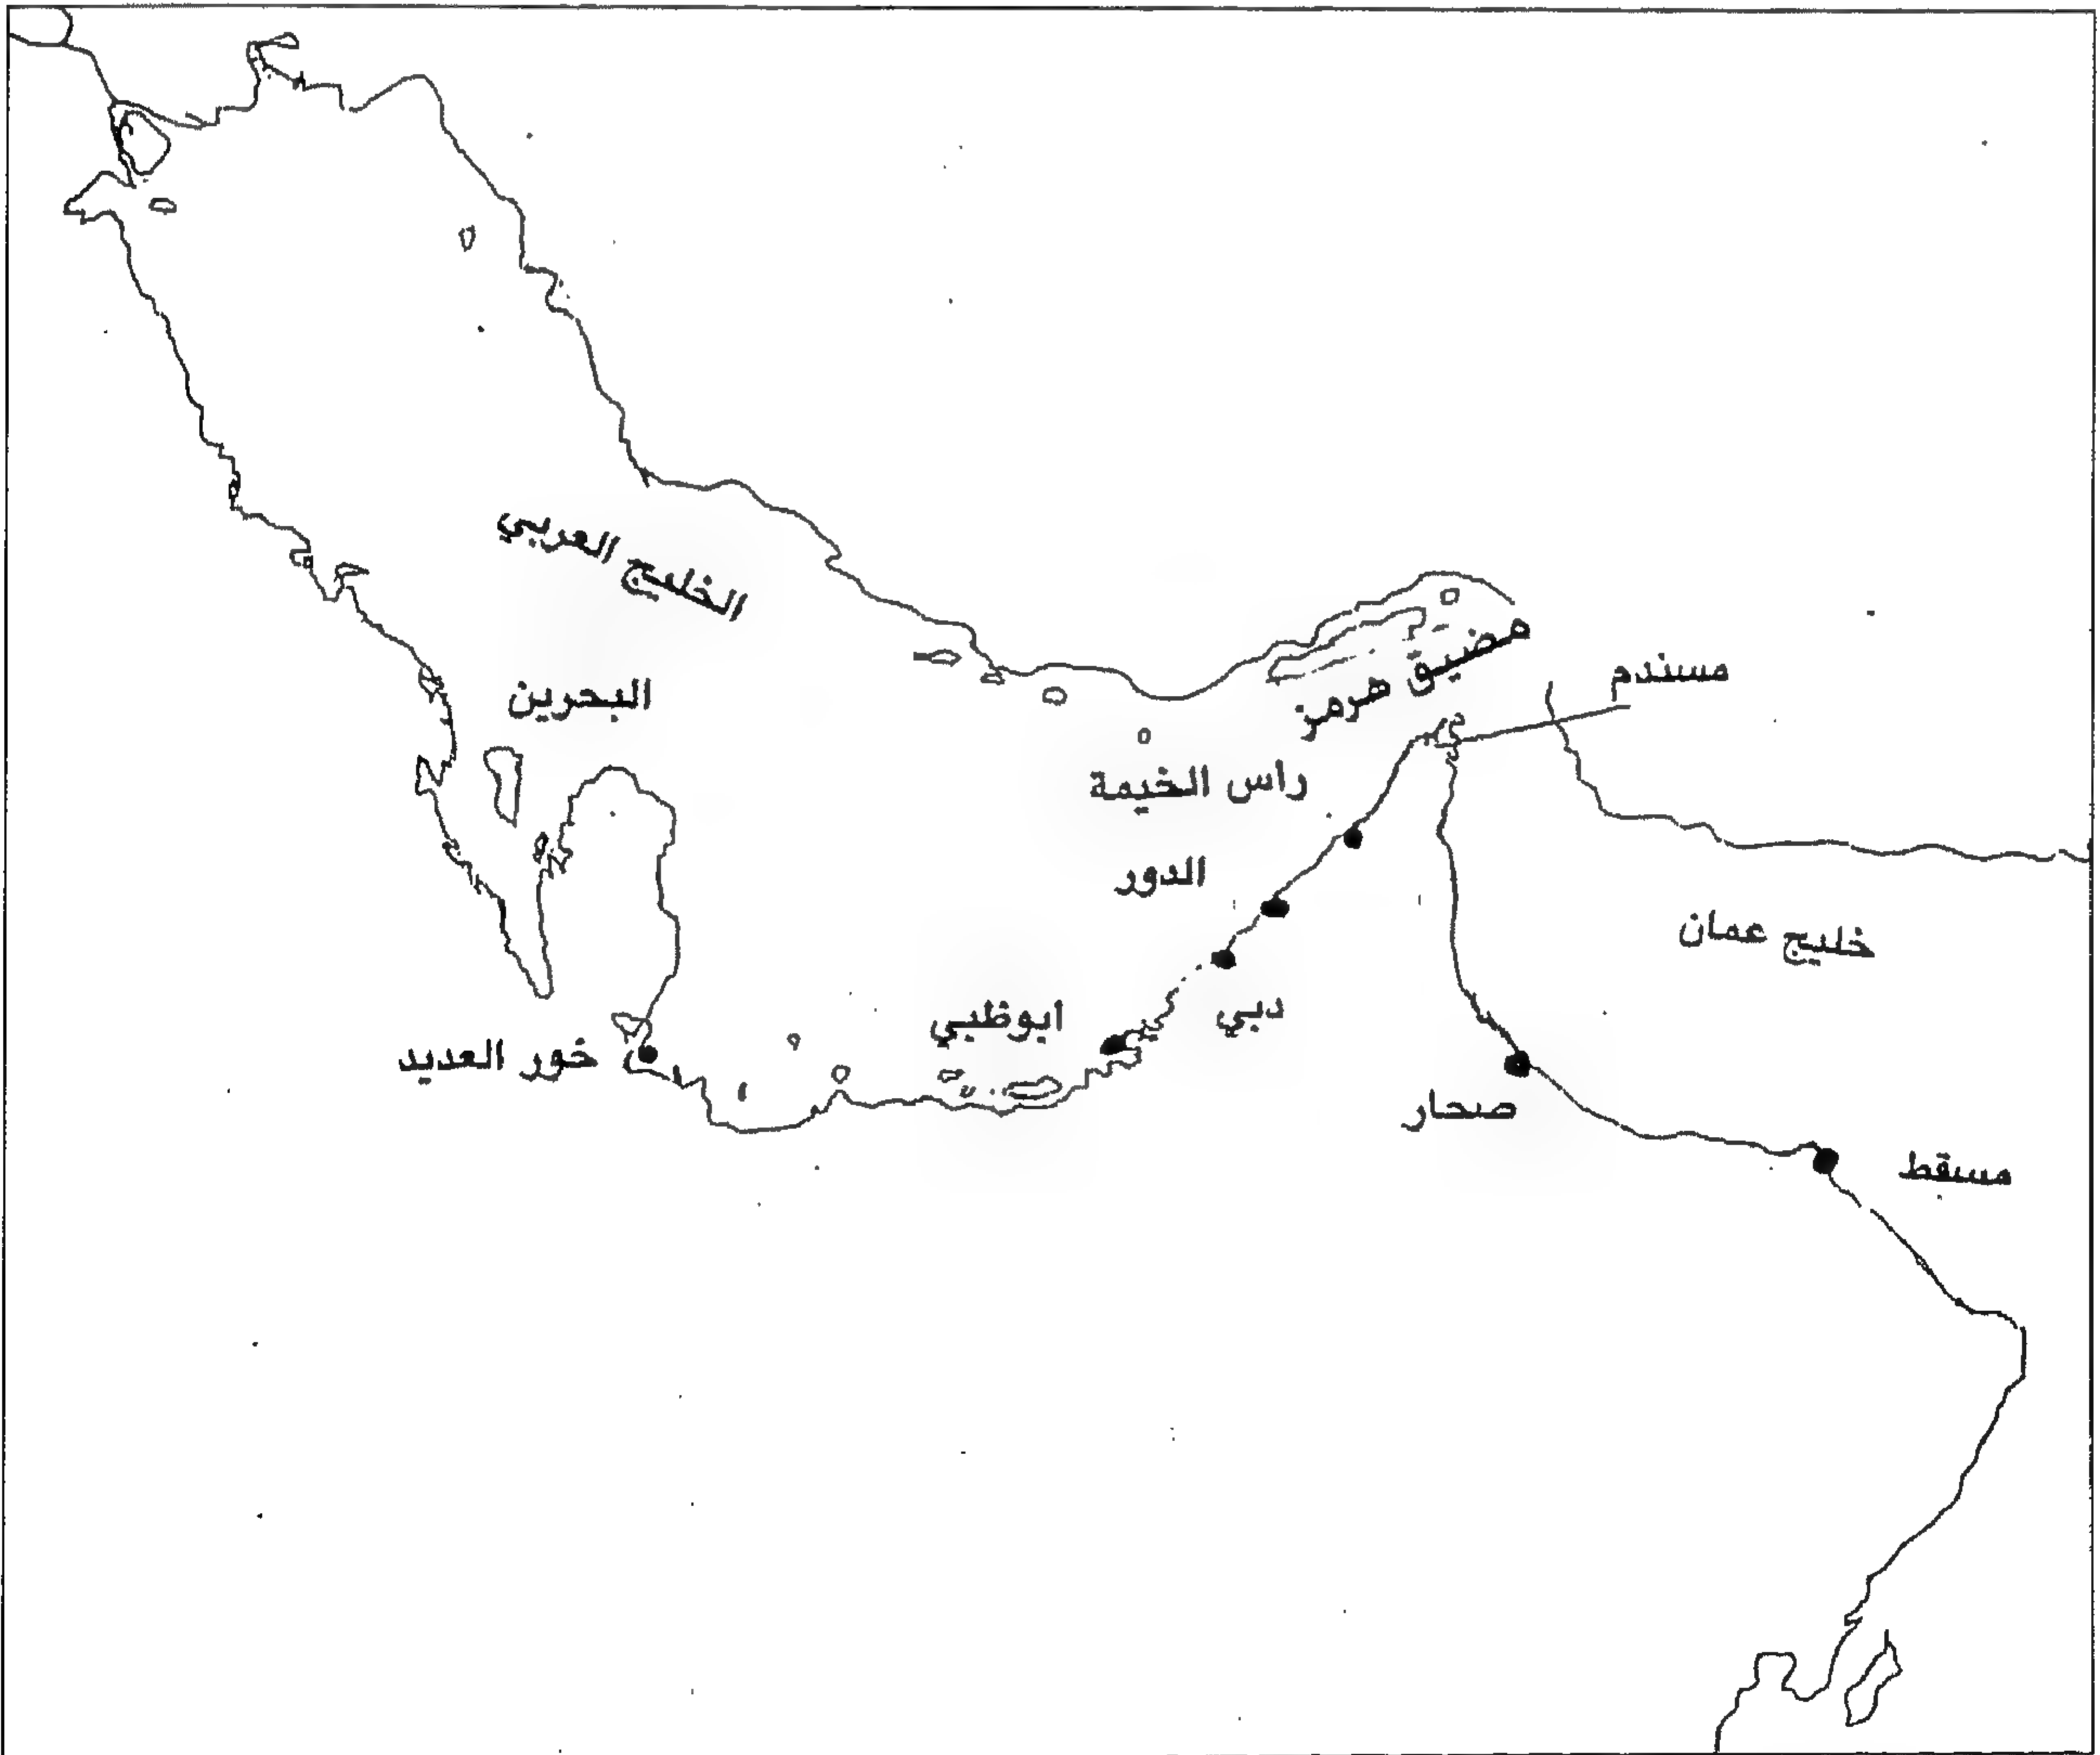 الخليج العربي
مضيق هرمز
مسندم
البحرين
راس الخيمة
الدور
خليج عمان
دبي
ابوظبي
خور العديد
صحار
مسقط